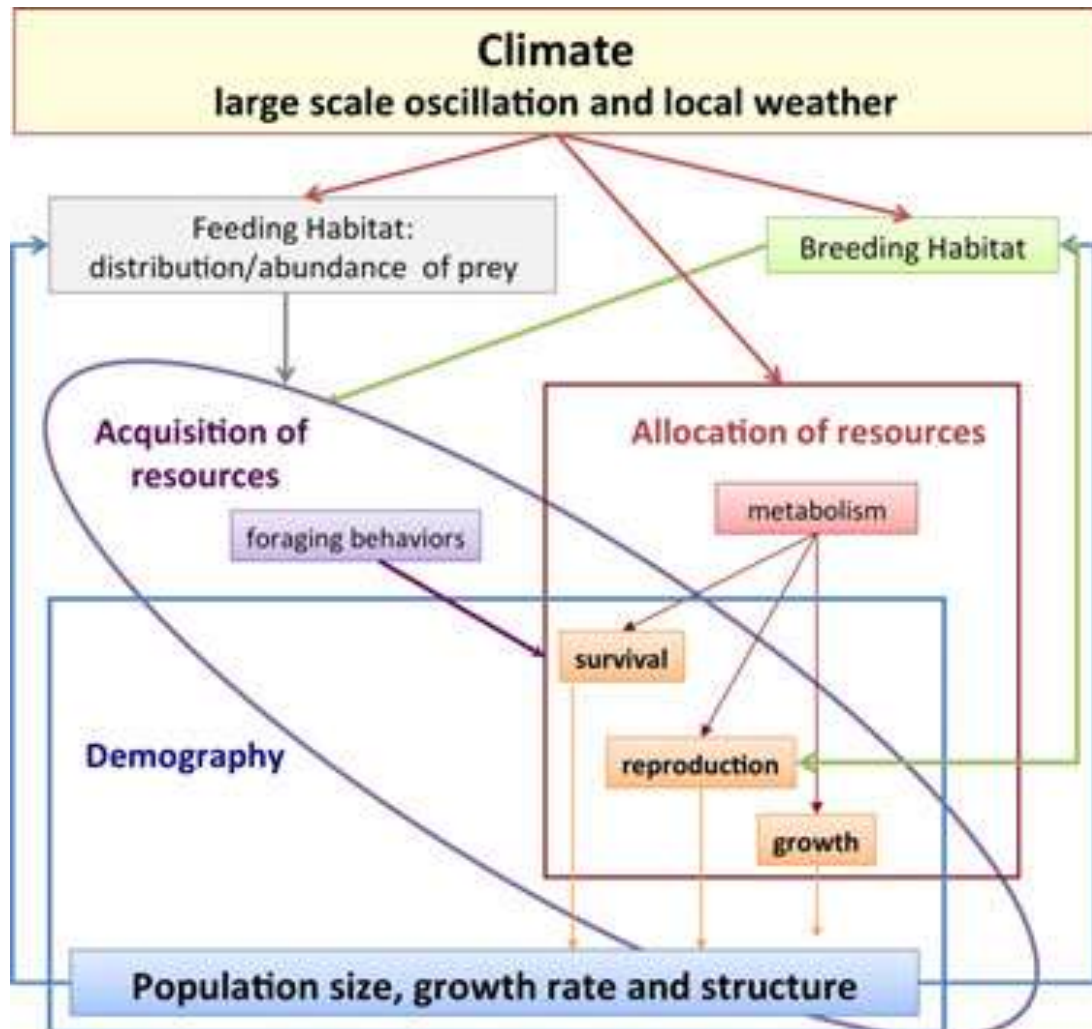 Climate
large scale oscillation and local weather
Feeding Habitat:
distribution/abundance of prey
Breeding Habitat
Acquisition of
resources
Allocation of resources
metabolism
foraging behaviors
survival
Demography
reproduction
growth
Population size, growth rate and structure